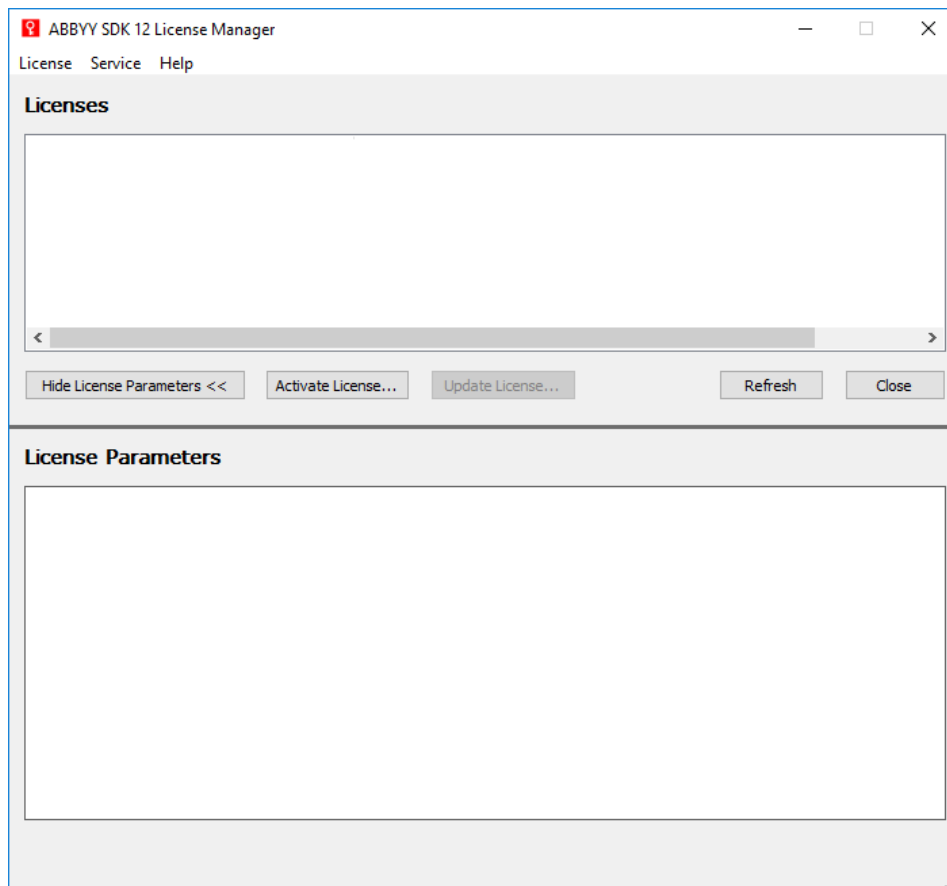 ABBYY SDK 12 License Manager
License Service Help
Licenses
Hide License Parameters << Activate License... Update License... Refresh Close
License Parameters